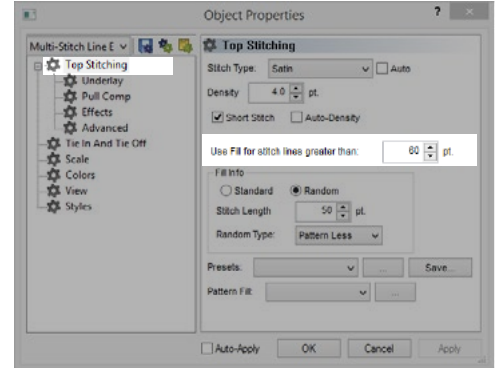 Object Properties
?
Multi-Stitch Line E
Top Stitching
Underlay
Pull Comp
Effects
Advanced
Tie In And Tie Off
Scale
Colors
View
Styles
Top Stitching
Stitch Type: Satin Auto
Density 4.0 pt.
Short Stitch Auto-Density
Use Fill for stitch lines greater than: 60 pt.
Fill Info
Standard Random
Stitch Length 50 pt.
Random Type: Pattern Less
Presets: ... Save...
Pattern Fill: ...
Auto-Apply OK Cancel Apply